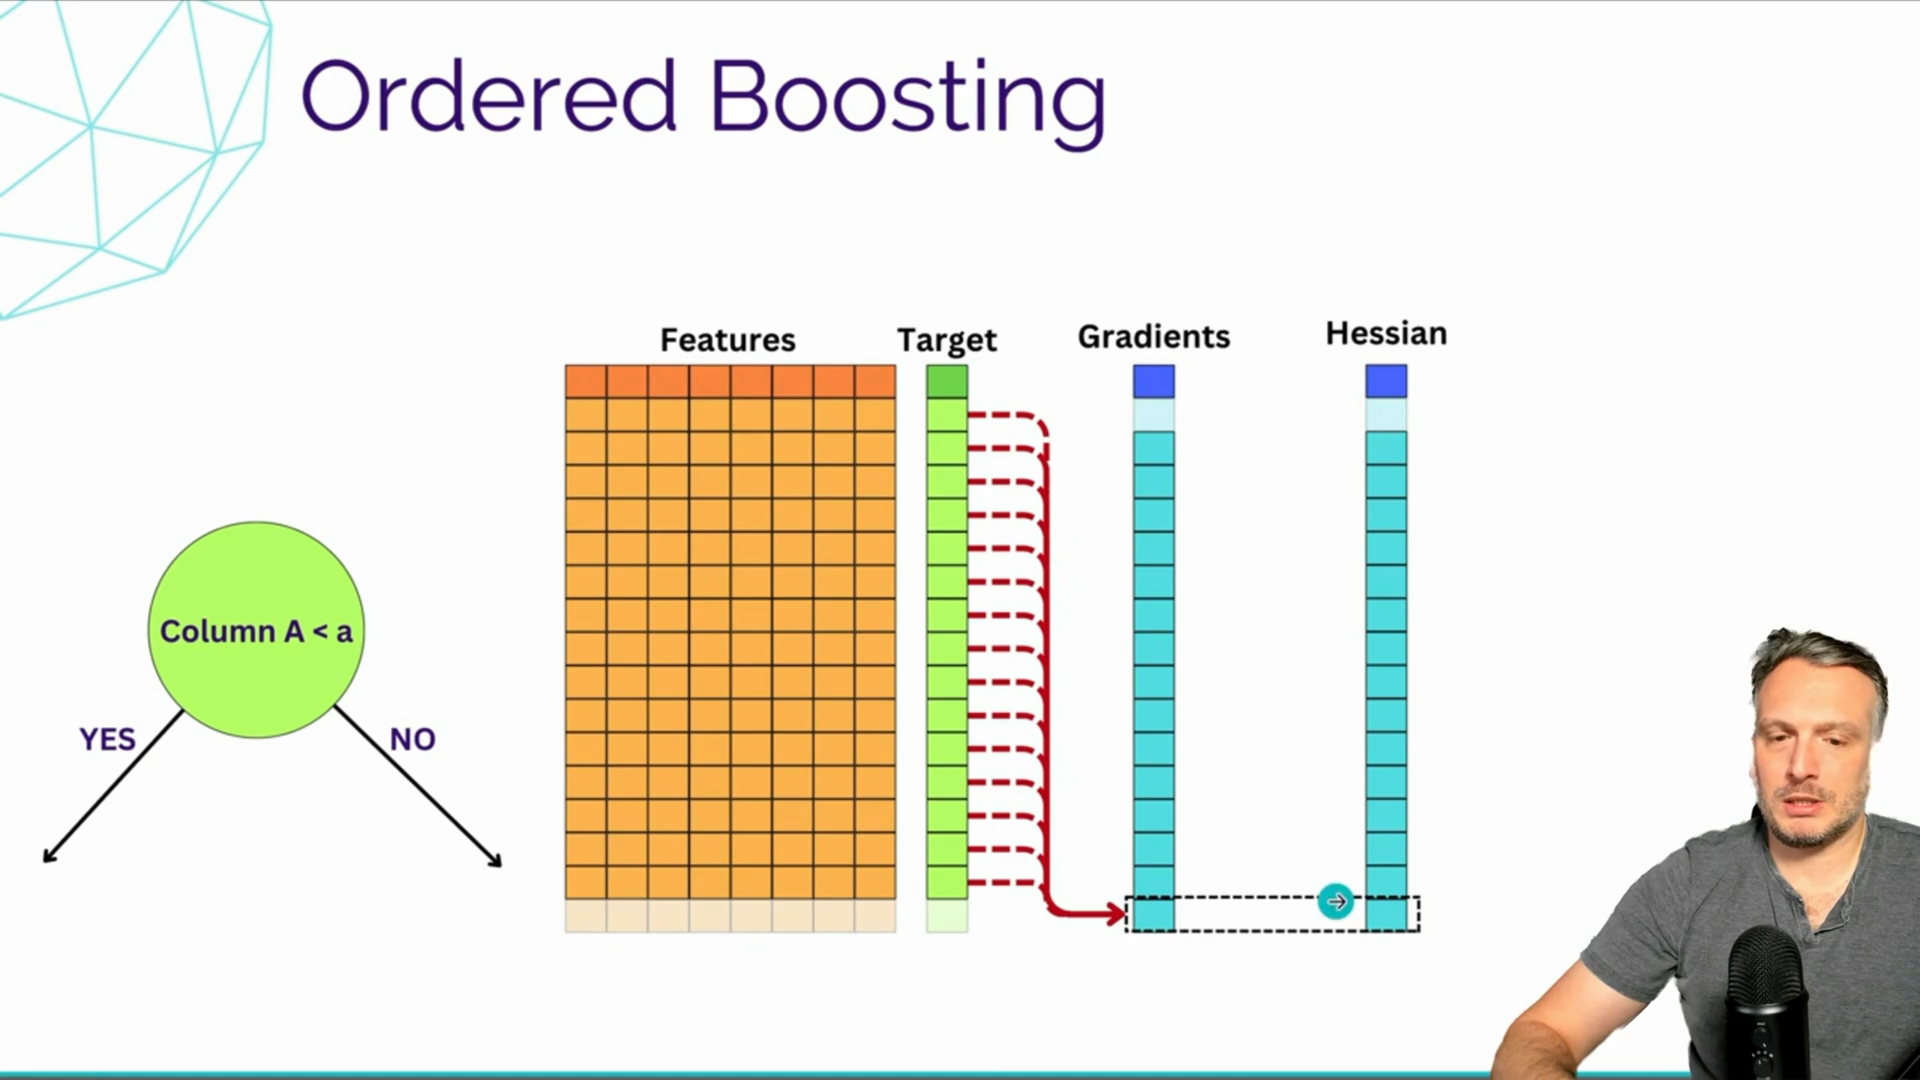 Ordered Boosting
Features
Target
Gradients
Hessian
Column A < a
YES
NO